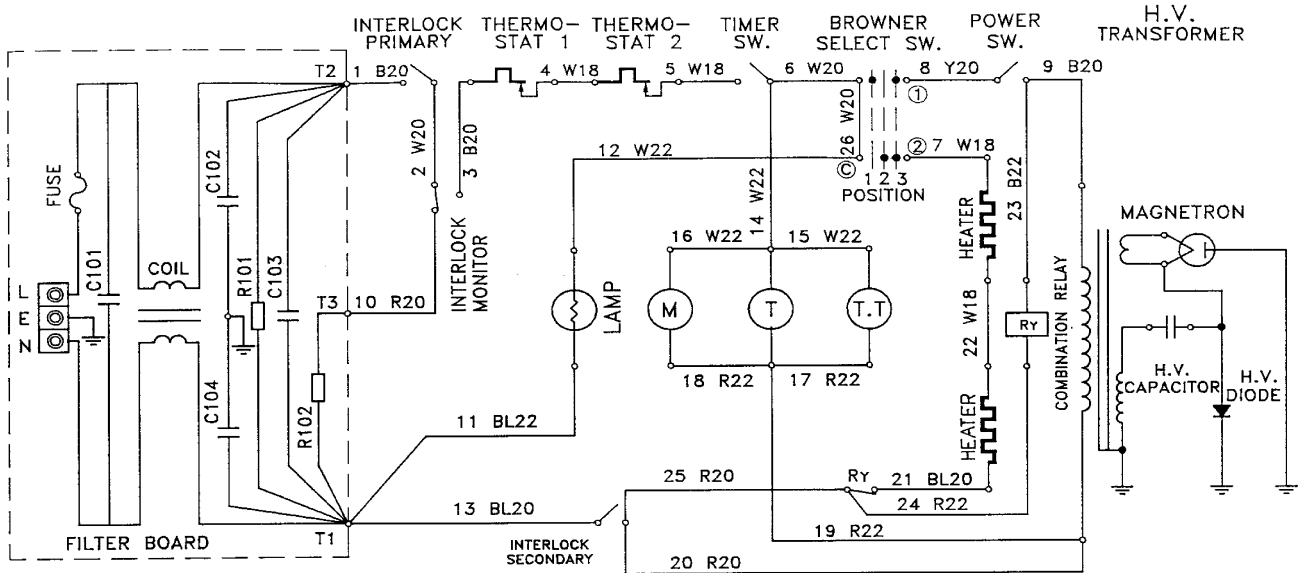 INTERLOCK
PRIMARY
THERMO-
STAT 1
THERMO-
STAT 2
TIMER
SW.
BROWNER
SELECT SW.
POWER
SW.
H.V.
TRANSFORMER
T2
1 B20
4 W18
5 W18
6 W20
8 Y20
9 B20
1
2 W20
3 B20
W20
26
C
2
7 W18
12 W22
1 2 3
POSITION
23 B22
FUSE
C101
COIL
C102
R101
C103
T3
10 R20
INTERLOCK
MONITOR
14 W22
16 W22
15 W22
HEATER
MAGNETRON
L
E
N
LAMP
M
T
T.T
22 W18
RY
COMBINATION RELAY
18 R22
17 R22
H.V.
CAPACITOR
H.V.
DIODE
C104
R102
11 BL22
HEATER
25 R20
RY
21 BL20
24 R22
13 BL20
19 R22
T1
FILTER BOARD
INTERLOCK
SECONDARY
20 R20